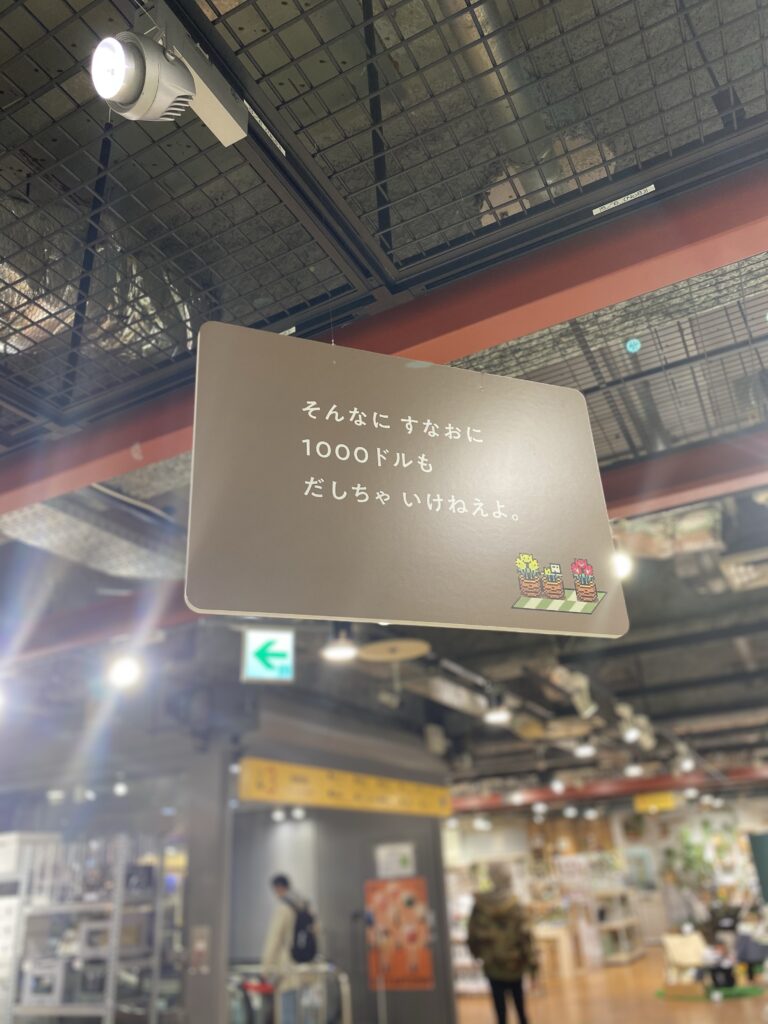 そんなに すなおに
1000ドルも
だしちゃ いけねえよ。